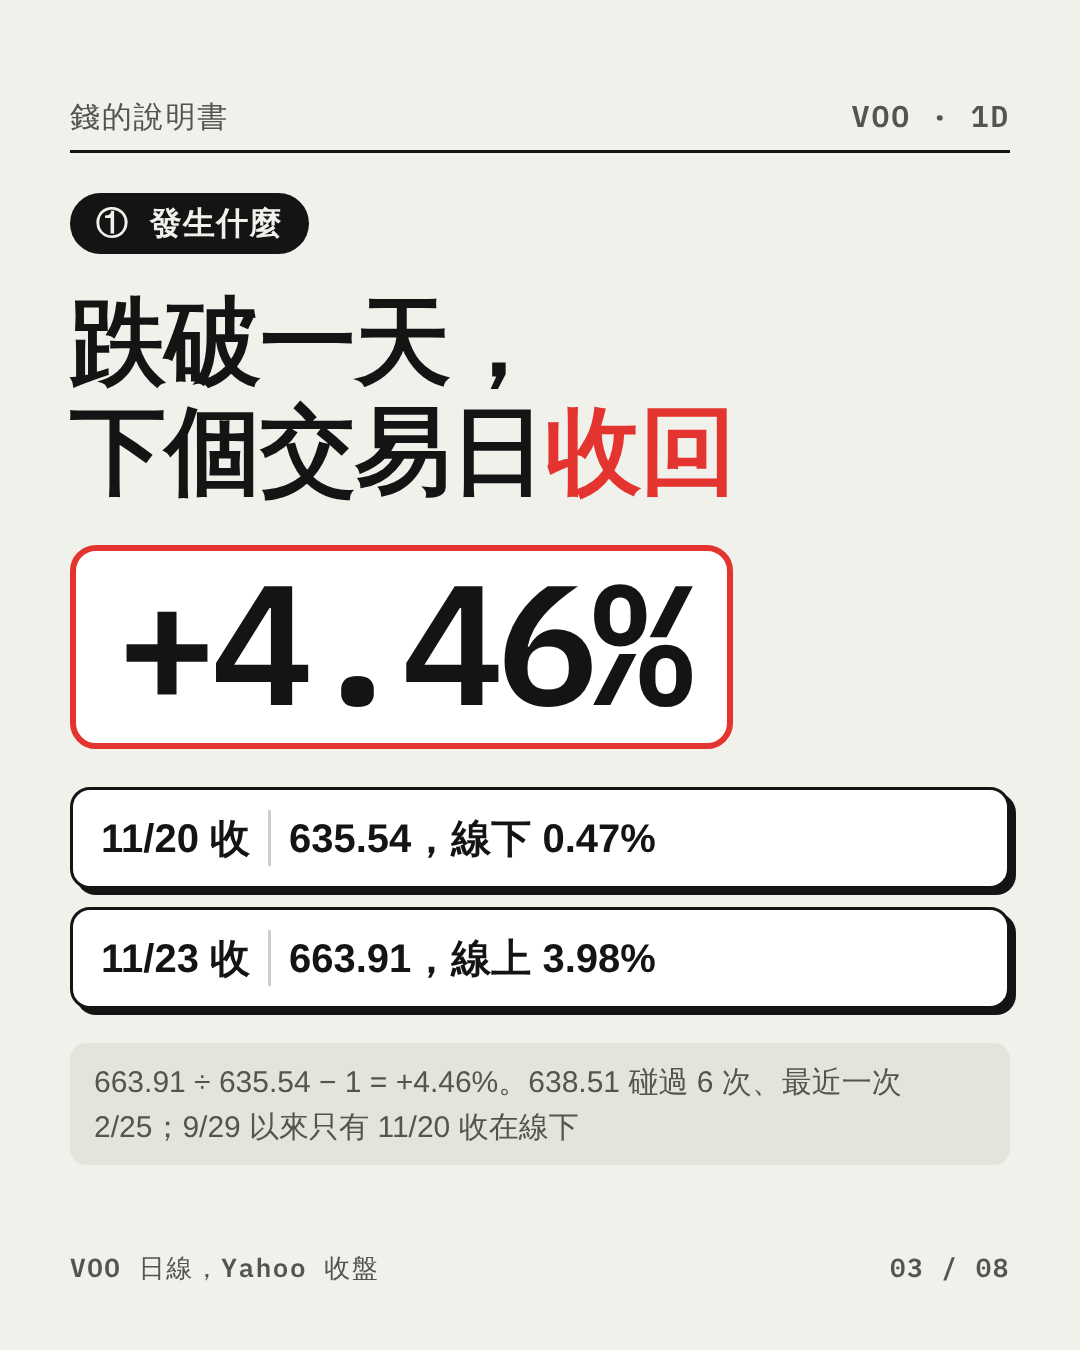 錢的說明書
VOO · 1D
① 發生什麼
跌破一天，
下個交易日收回
+4.46%
11/20 收 635.54，線下 0.47%
11/23 收 663.91，線上 3.98%
663.91 ÷ 635.54 − 1 = +4.46%。638.51 碰過 6 次、最近一次
2/25；9/29 以來只有 11/20 收在線下
VOO 日線，Yahoo 收盤
03 / 08